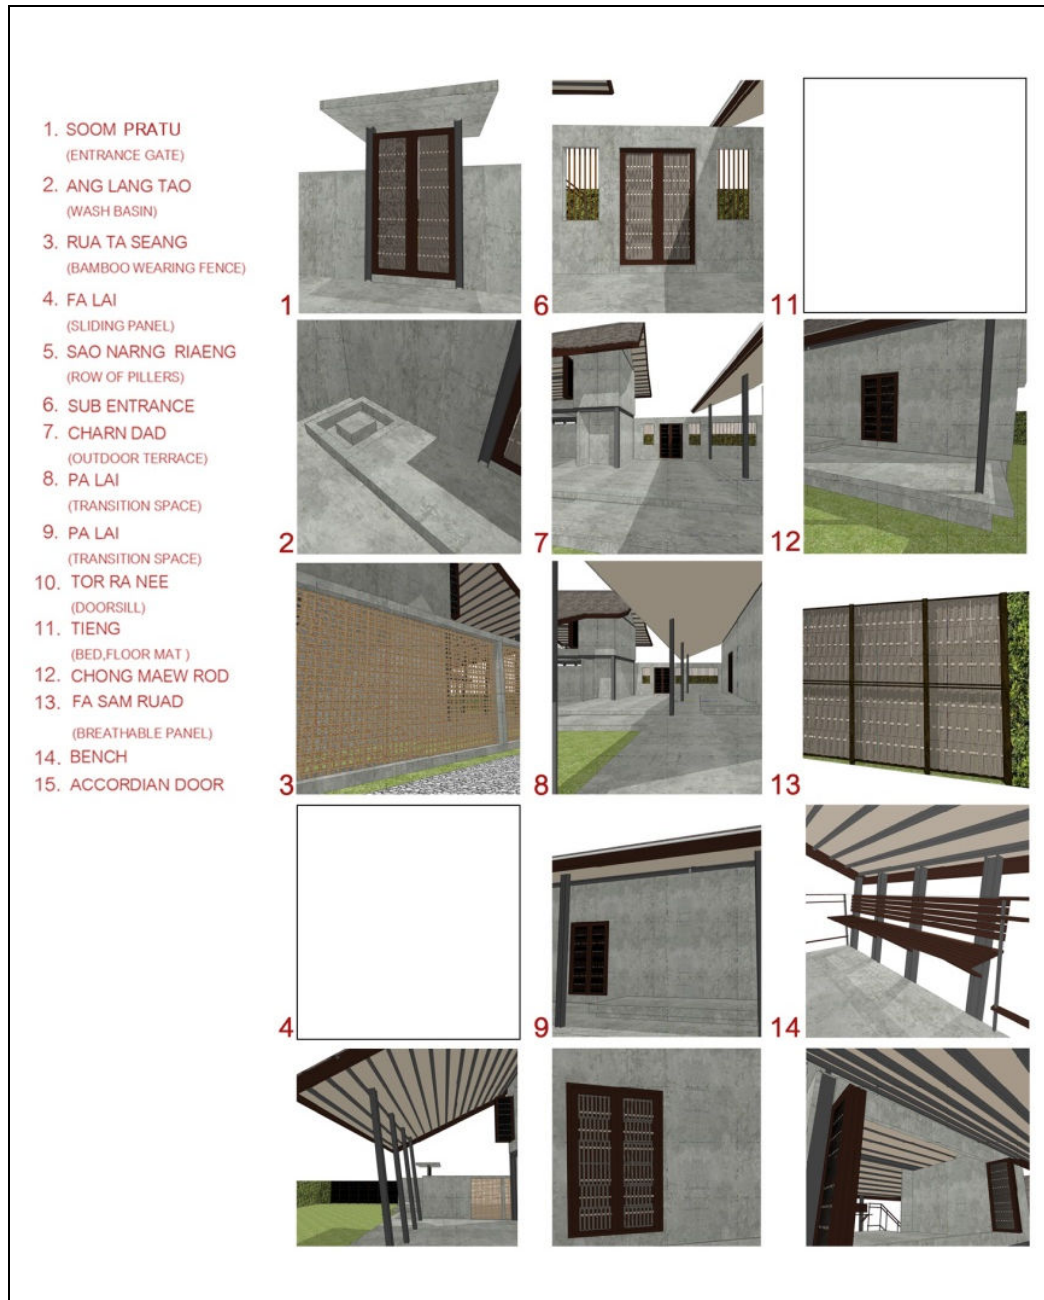 1. SOOM PRATU
(ENTRANCE GATE)
2. ANG LANG TAO
(WASH BASIN)
3. RUA TA SEANG
(BAMBOO WEARING FENCE)
4. FA LAI
(SLIDING PANEL)
5. SAO NARNG RIAENG
(ROW OF PILLERS)
6. SUB ENTRANCE
7. CHARN DAD
(OUTDOOR TERRACE)
8. PA LAI
(TRANSITION SPACE)
9. PA LAI
(TRANSITION SPACE)
10. TOR RA NEE
(DOORSILL)
11. TIENG
(BED,FLOOR MAT )
12. CHONG MAEW ROD
13. FA SAM RUAD
(BREATHABLE PANEL)
14. BENCH
15. ACCORDIAN DOOR
1
6
11
2
7
12
3
8
13
4
9
14